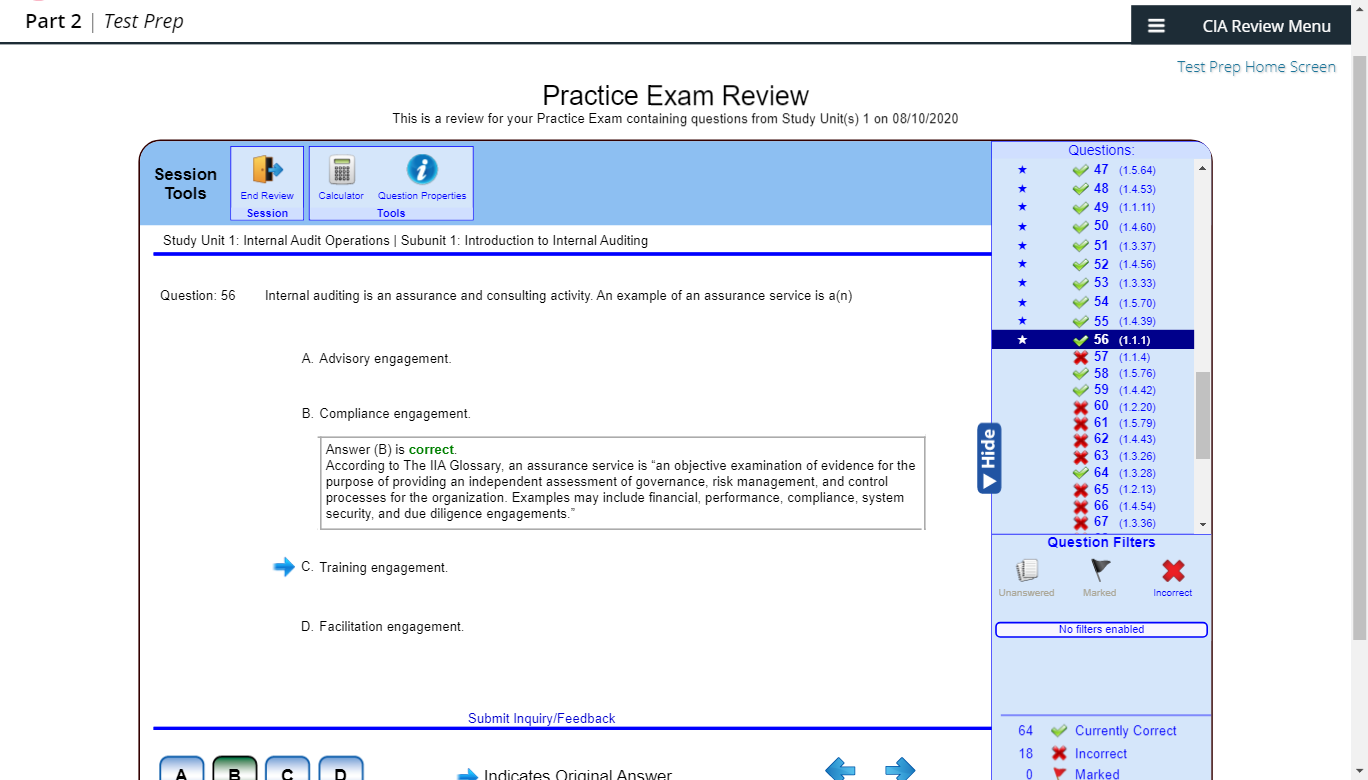 Part 2 | Test Prep
CIA Review Menu
Test Prep Home Screen
Practice Exam Review
This is a review for your Practice Exam containing questions from Study Unit(s) 1 on 08/10/2020
Session
Tools
End Review
Session
Calculator
Question Properties
Tools
Study Unit 1: Internal Audit Operations | Subunit 1: Introduction to Internal Auditing
Question: 56 Internal auditing is an assurance and consulting activity. An example of an assurance service is a(n)
A. Advisory engagement.
B. Compliance engagement.
Answer (B) is correct.
According to The IIA Glossary, an assurance service is “an objective examination of evidence for the
purpose of providing an independent assessment of governance, risk management, and control
processes for the organization. Examples may include financial, performance, compliance, system
security, and due diligence engagements.”
C. Training engagement.
D. Facilitation engagement.
Submit Inquiry/Feedback
A B C D
Indicates Original Answer
Hide
Questions:
47 (1.5.64)
48 (1.4.53)
49 (1.1.11)
50 (1.4.60)
51 (1.3.37)
52 (1.4.56)
53 (1.3.33)
54 (1.5.70)
55 (1.4.39)
56 (1.1.1)
57 (1.1.4)
58 (1.5.76)
59 (1.4.42)
60 (1.2.20)
61 (1.5.79)
62 (1.4.43)
63 (1.3.26)
64 (1.3.28)
65 (1.2.13)
66 (1.4.54)
67 (1.3.36)
Question Filters
Unanswered
Marked
Incorrect
No filters enabled
64 Currently Correct
18 Incorrect
0 Marked